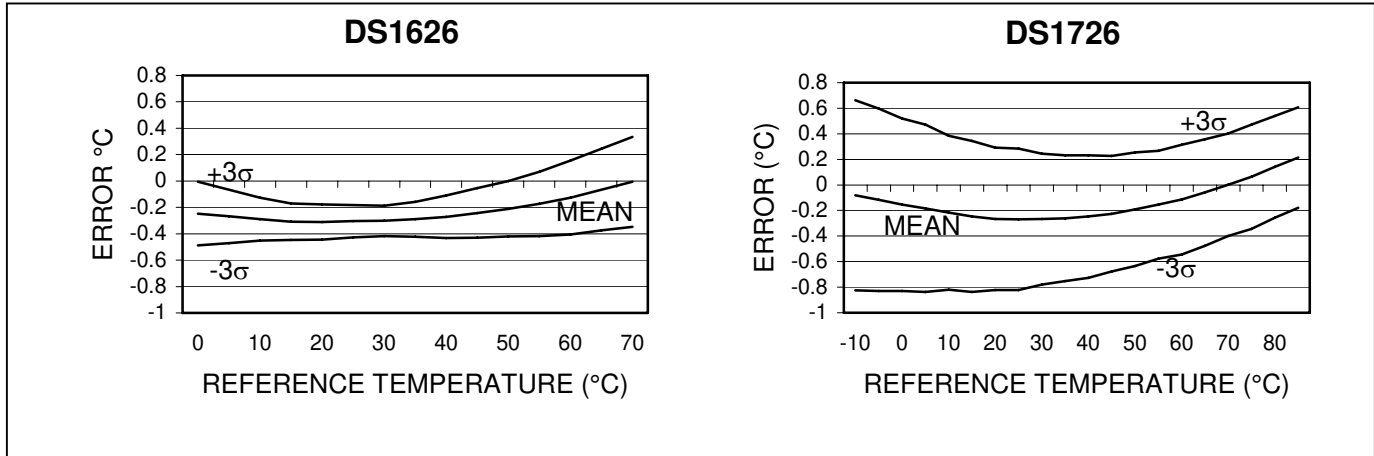 DS1626
ERROR °C
0.8
0.6
0.4
0.2
0
-0.2
-0.4
-0.6
-0.8
-1
+3σ
MEAN
-3σ
0 10 20 30 40 50 60 70
REFERENCE TEMPERATURE (°C)
DS1726
ERROR (°C)
0.8
0.6
0.4
0.2
0
-0.2
-0.4
-0.6
-0.8
-1
+3σ
MEAN
-3σ
-10 0 10 20 30 40 50 60 70 80
REFERENCE TEMPERATURE (°C)